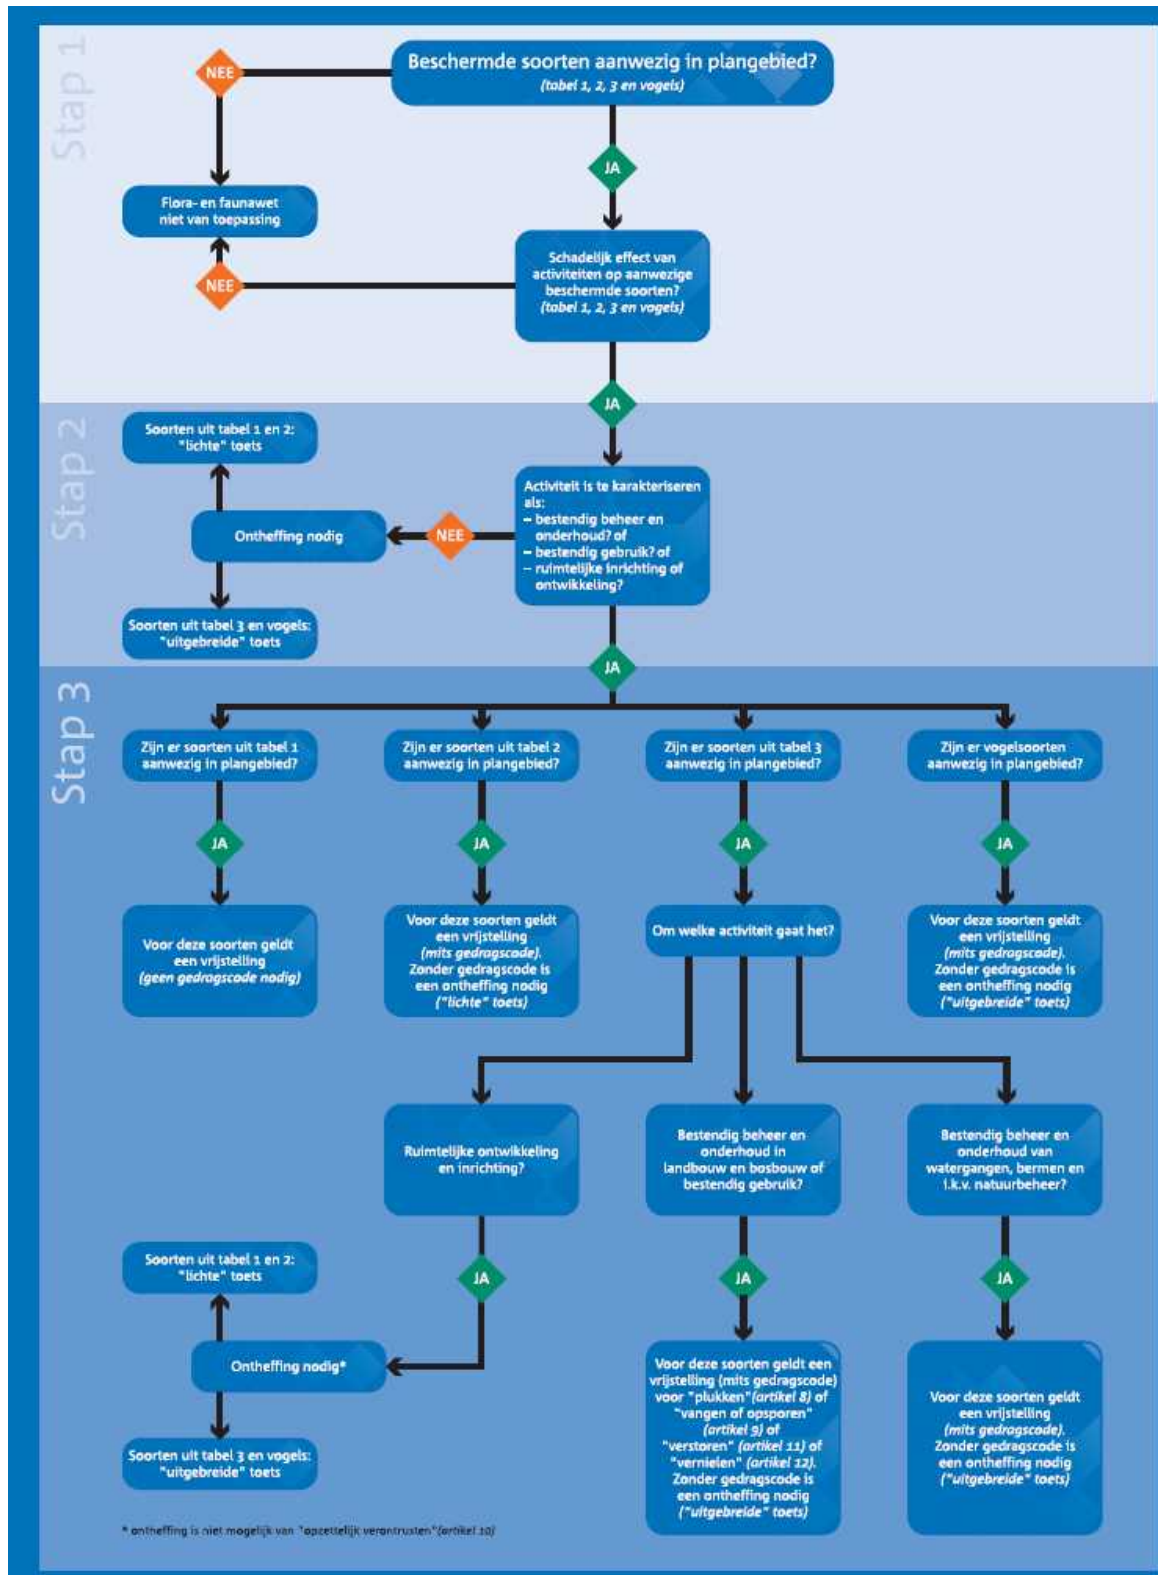 Stap 1
Beschermde soorten aanwezig in plangebied?
(tabel 1, 2, 3 en vogels)
NEE
JA
Flora- en faunawet
niet van toepassing
Schadelijk effect van
activiteiten op aanwezige
beschermde soorten?
(tabel 1, 2, 3 en vogels)
NEE
JA
Stap 2
Soorten uit tabel 1 en 2:
"lichte" toets
Activiteit is te karakteriseren
als:
– bestendig beheer en
onderhoud? of
– bestendig gebruik? of
– ruimtelijke inrichting of
ontwikkeling?
NEE
Ontheffing nodig
Soorten uit tabel 3 en vogels:
"uitgebreide" toets
JA
Stap 3
Zijn er soorten uit tabel 1
aanwezig in plangebied?
Zijn er soorten uit tabel 2
aanwezig in plangebied?
Zijn er soorten uit tabel 3
aanwezig in plangebied?
Zijn er vogelsoorten
aanwezig in plangebied?
JA
JA
JA
JA
Voor deze soorten geldt
een vrijstelling
(geen gedragscode nodig)
Voor deze soorten geldt
een vrijstelling
(mits gedragscode).
Zonder gedragscode is
een ontheffing nodig
("lichte" toets)
Om welke activiteit gaat het?
Voor deze soorten geldt
een vrijstelling
(mits gedragscode).
Zonder gedragscode is
een ontheffing nodig
("uitgebreide" toets)
Ruimtelijke ontwikkeling
en inrichting?
Bestendig beheer en
onderhoud in
landbouw en bosbouw of
bestendig gebruik?
Bestendig beheer en
onderhoud van
watergangen, bermen en
i.k.v. natuurbeheer?
JA
JA
JA
Soorten uit tabel 1 en 2:
"lichte" toets
Ontheffing nodig*
Soorten uit tabel 3 en vogels:
"uitgebreide" toets
Voor deze soorten geldt een
vrijstelling (mits gedragscode)
voor "plukken" (artikel 8) of
"vangen of opsporen"
(artikel 9) of
"verstoren" (artikel 11) of
"vernielen" (artikel 12).
Zonder gedragscode is
een ontheffing nodig
("uitgebreide" toets)
Voor deze soorten geldt
een vrijstelling
(mits gedragscode).
Zonder gedragscode is
een ontheffing nodig
("uitgebreide" toets)
* ontheffing is niet mogelijk van "opzettelijk verontrusten" (artikel 10)